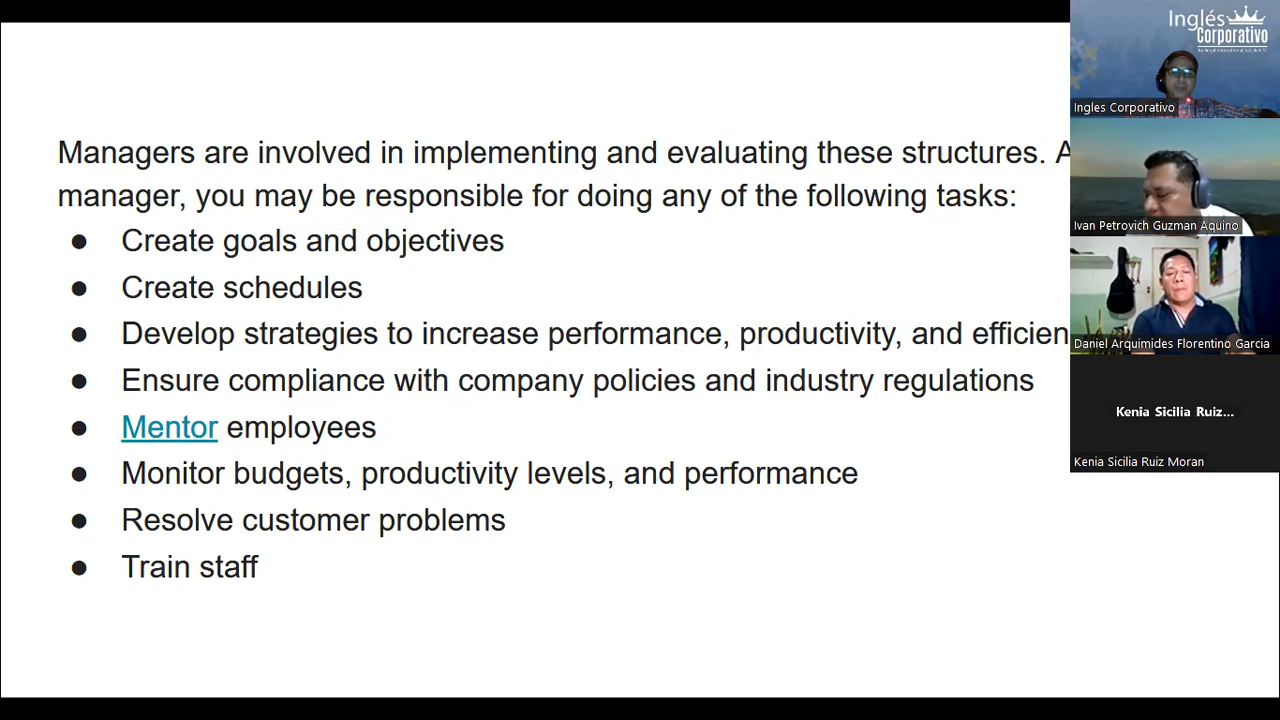 Managers are involved in implementing and evaluating these structures.
manager, you may be responsible for doing any of the following tasks:
● Create goals and objectives
● Create schedules
● Develop strategies to increase performance, productivity, and efficien
● Ensure compliance with company policies and industry regulations
● Mentor employees
● Monitor budgets, productivity levels, and performance
● Resolve customer problems
● Train staff
Inglés
Corporativo
Ingles Corporativo
Ivan Petrovich Guzman Aquino
Daniel Arquimides Florentino Garcia
Kenia Sicilia Ruiz...
Kenia Sicilia Ruiz Moran